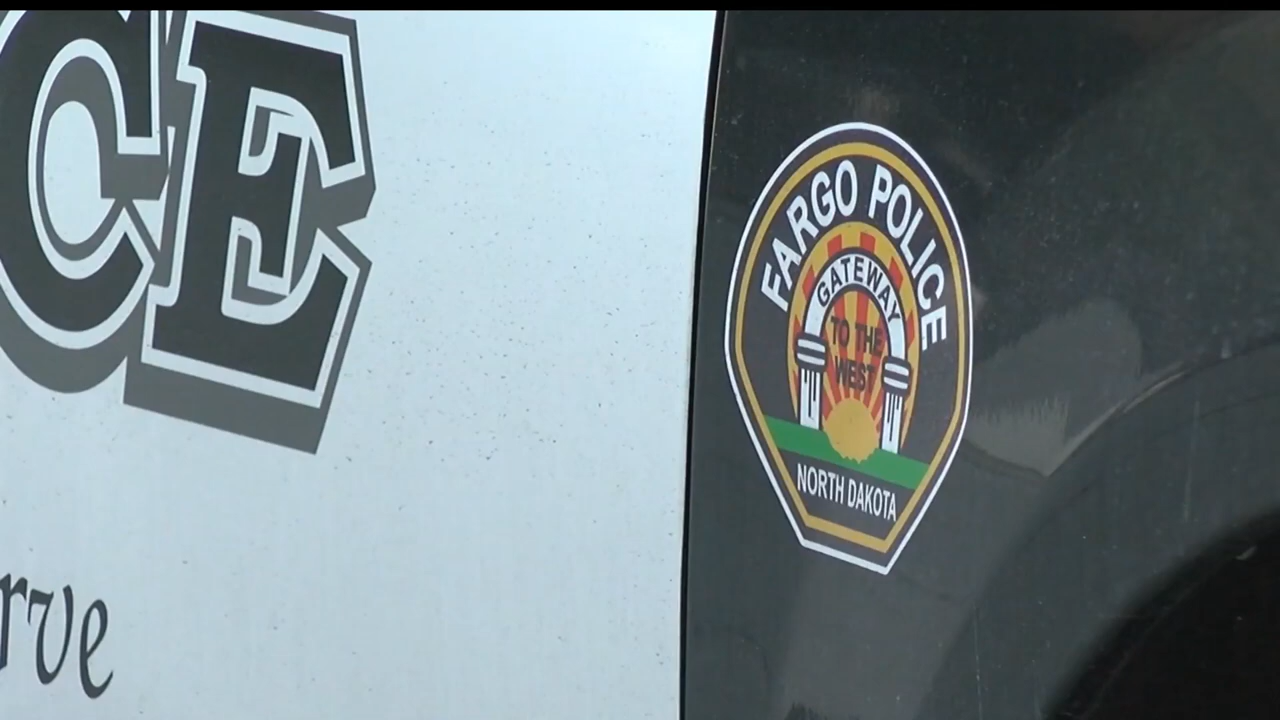 CE
rve
FARGO POLICE
GATEWAY
TO THE
WEST
NORTH DAKOTA